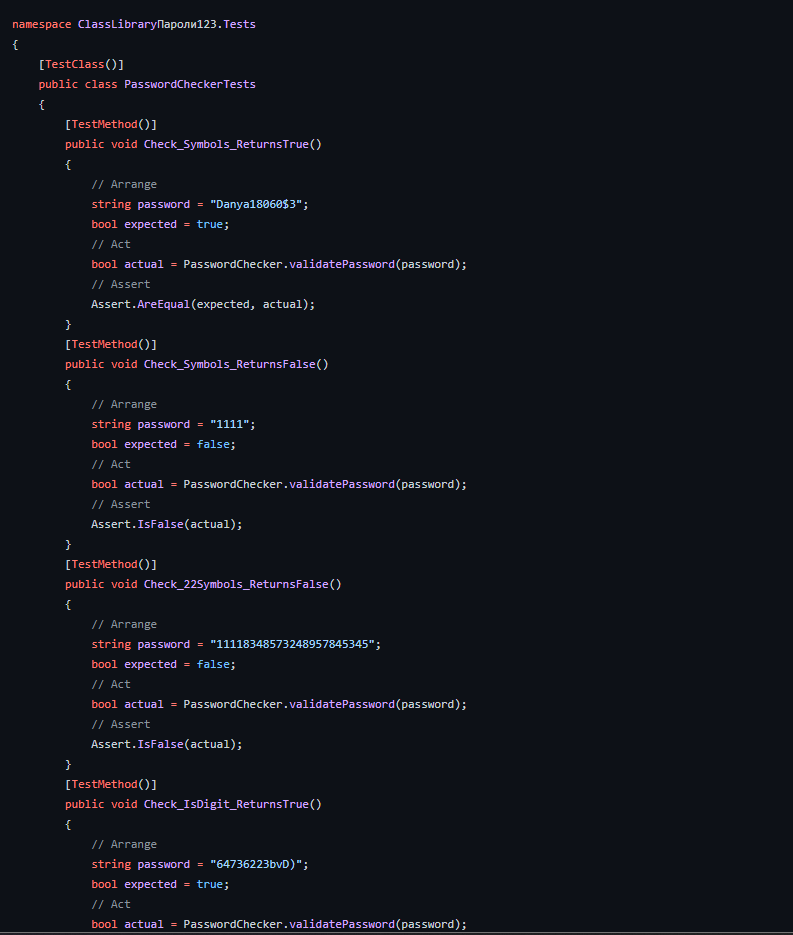 namespace ClassLibraryПароли123.Tests
{
[TestClass()]
public class PasswordCheckerTests
{
[TestMethod()]
public void Check_Symbols_ReturnsTrue()
{
// Arrange
string password = "Danya18060$3";
bool expected = true;
// Act
bool actual = PasswordChecker.validatePassword(password);
// Assert
Assert.AreEqual(expected, actual);
}
[TestMethod()]
public void Check_Symbols_ReturnsFalse()
{
// Arrange
string password = "1111";
bool expected = false;
// Act
bool actual = PasswordChecker.validatePassword(password);
// Assert
Assert.IsFalse(actual);
}
[TestMethod()]
public void Check_22Symbols_ReturnsFalse()
{
// Arrange
string password = "11118348573248957845345";
bool expected = false;
// Act
bool actual = PasswordChecker.validatePassword(password);
// Assert
Assert.IsFalse(actual);
}
[TestMethod()]
public void Check_IsDigit_ReturnsTrue()
{
// Arrange
string password = "64736223bvD)";
bool expected = true;
// Act
bool actual = PasswordChecker.validatePassword(password);